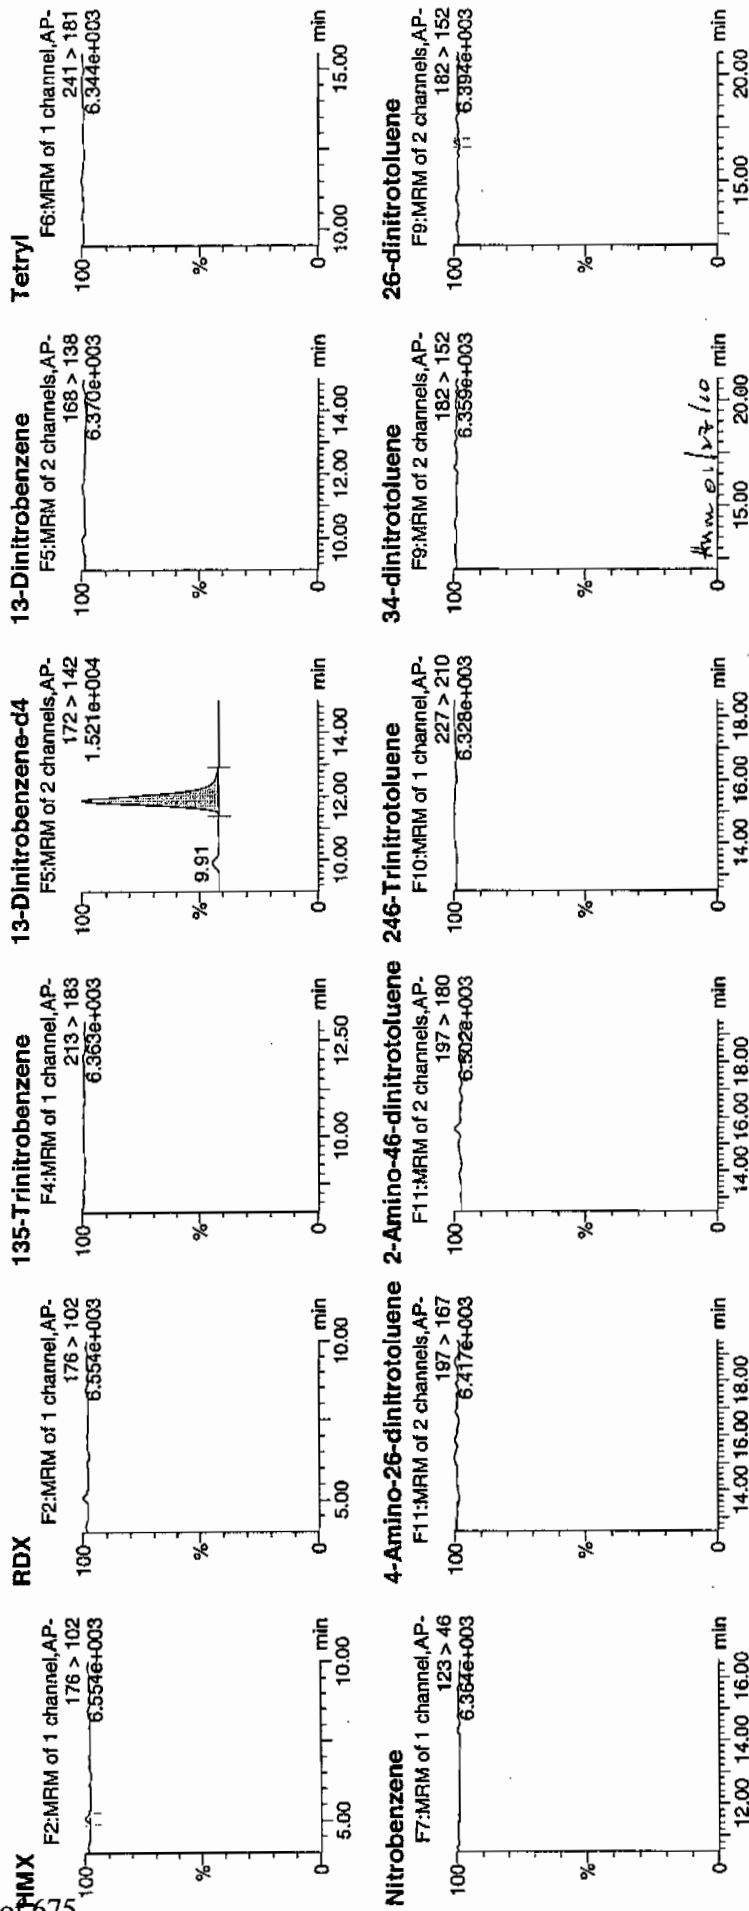 HMX
F2:MRM of 1 channel,AP-
176 > 102
6.554e+003
100
%
0
5.00 10.00 min
RDX
F2:MRM of 1 channel,AP-
176 > 102
6.554e+003
100
%
0
5.00 10.00 min
135-Trinitrobenzene
F4:MRM of 1 channel,AP-
213 > 183
6.363e+003
100
%
0
10.00 12.50 min
13-Dinitrobenzene-d4
F5:MRM of 2 channels,AP-
172 > 142
1.521e+004
100
%
9.91
0
10.00 12.00 14.00 min
13-Dinitrobenzene
F5:MRM of 2 channels,AP-
168 > 138
6.370e+003
100
%
0
10.00 12.00 14.00 min
Tetryl
F6:MRM of 1 channel,AP-
241 > 181
6.344e+003
100
%
0
10.00 15.00 min
Nitrobenzene
F7:MRM of 1 channel,AP-
123 > 46
6.364e+003
100
%
0
12.00 14.00 16.00 min
4-Amino-26-dinitrotoluene
F11:MRM of 2 channels,AP-
197 > 167
6.417e+003
100
%
0
14.00 16.00 18.00 min
2-Amino-46-dinitrotoluene
F11:MRM of 2 channels,AP-
197 > 180
6.502e+003
100
%
0
14.00 16.00 18.00 min
246-Trinitrotoluene
F10:MRM of 1 channel,AP-
227 > 210
6.328e+003
100
%
0
14.00 16.00 18.00 min
34-dinitrotoluene
F9:MRM of 2 channels,AP-
182 > 152
6.359e+003
100
%
01/27/10
0
15.00 20.00 min
26-dinitrotoluene
F9:MRM of 2 channels,AP-
182 > 152
6.394e+003
100
%
0
15.00 20.00 min
of 675